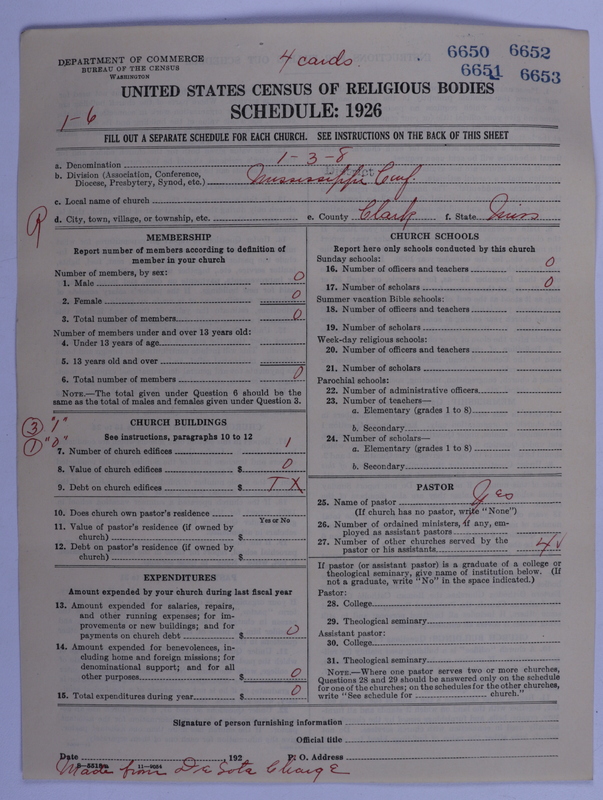 DEPARTMENT OF COMMERCE
BUREAU OF THE CENSUS
WASHINGTON
4 cards.
6650 6652
6651 6653
UNITED STATES CENSUS OF RELIGIOUS BODIES
SCHEDULE: 1926
1-6
FILL OUT A SEPARATE SCHEDULE FOR EACH CHURCH. SEE INSTRUCTIONS ON THE BACK OF THIS SHEET
a. Denomination 1-3-8
b. Division (Association, Conference, Diocese, Presbytery, Synod, etc.) Mississippi Conf
c. Local name of church
d. City, town, village, or township, etc. e. County Clark f. State Miss
R
MEMBERSHIP
Report number of members according to definition of member in your church
Number of members, by sex:
1. Male 0
2. Female 0
3. Total number of members 0
Number of members under and over 13 years old:
4. Under 13 years of age
5. 13 years old and over
6. Total number of members 0
NOTE.—The total given under Question 6 should be the same as the total of males and females given under Question 3.
3 "1"
1 "0"
CHURCH BUILDINGS
See instructions, paragraphs 10 to 12
7. Number of church edifices 1
8. Value of church edifices $ 0
9. Debt on church edifices $ T X
10. Does church own pastor's residence
Yes or No
11. Value of pastor's residence (if owned by church) $
12. Debt on pastor's residence (if owned by church) $
EXPENDITURES
Amount expended by your church during last fiscal year
13. Amount expended for salaries, repairs, and other running expenses; for improvements or new buildings; and for payments on church debt $ 0
14. Amount expended for benevolences, including home and foreign missions; for denominational support; and for all other purposes $ 0
15. Total expenditures during year $ 0
CHURCH SCHOOLS
Report here only schools conducted by this church
Sunday schools:
16. Number of officers and teachers 0
17. Number of scholars 0
Summer vacation Bible schools:
18. Number of officers and teachers
19. Number of scholars
Week-day religious schools:
20. Number of officers and teachers
21. Number of scholars
Parochial schools:
22. Number of administrative officers
23. Number of teachers—
a. Elementary (grades 1 to 8)
b. Secondary
24. Number of scholars—
a. Elementary (grades 1 to 8)
b. Secondary
PASTOR
25. Name of pastor Yes
(If church has no pastor, write "None")
26. Number of ordained ministers, if any, employed as assistant pastors
27. Number of other churches served by the pastor or his assistants 4
If pastor (or assistant pastor) is a graduate of a college or theological seminary, give name of institution below. (If not a graduate, write "No" in the space indicated.)
Pastor:
28. College
29. Theological seminary
Assistant pastor:
30. College
31. Theological seminary
NOTE.—Where one pastor serves two or more churches, Questions 28 and 29 should be answered only on the schedule for one of the churches; on the schedules for the other churches, write "See schedule for church."
Signature of person furnishing information
Official title
Date , 192 P. O. Address
11-9684
Made from De Soto Charge